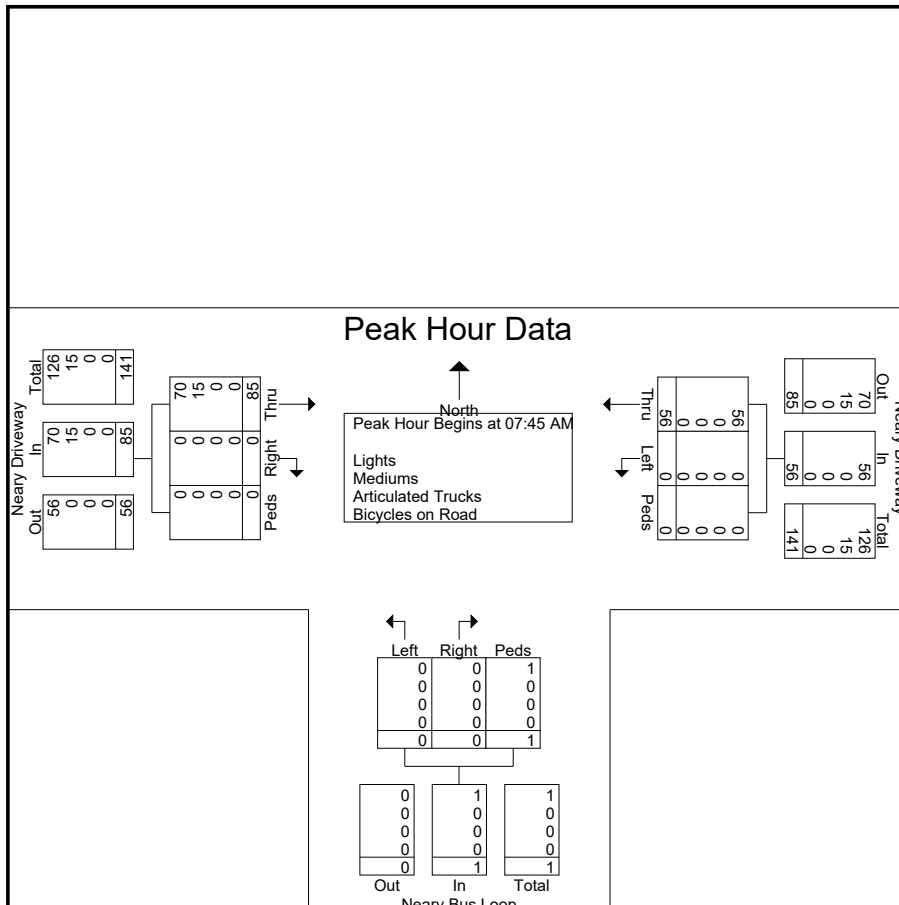 Peak Hour Data
North
Peak Hour Begins at 07:45 AM
Lights
Mediums
Articulated Trucks
Bicycles on Road
Neary Driveway
Total
126
15
0
0
141
In
70
15
0
0
85
Out
56
0
0
0
56
Thru
70
15
0
0
85
Right
0
0
0
0
0
Peds
0
0
0
0
0
Thru
56
0
0
0
56
Left
0
0
0
0
0
Peds
0
0
0
0
0
Out
70
15
0
0
85
In
56
0
0
0
56
Total
126
15
0
0
141
Neary Driveway
Left Right Peds
0 0 1
0 0 0
0 0 0
0 0 0
0 0 1
0 1 1
0 0 0
0 0 0
0 0 0
0 1 1
Out In Total
Neary Bus Loop